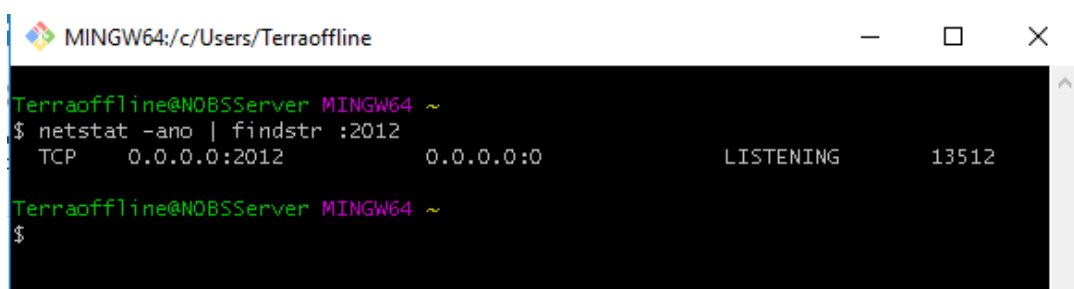 MINGW64:/c/Users/Terraoffline
Terraoffline@NOBSServer MINGW64 ~
$ netstat -ano | findstr :2012
TCP 0.0.0.0:2012 0.0.0.0:0 LISTENING 13512
Terraoffline@NOBSServer MINGW64 ~
$